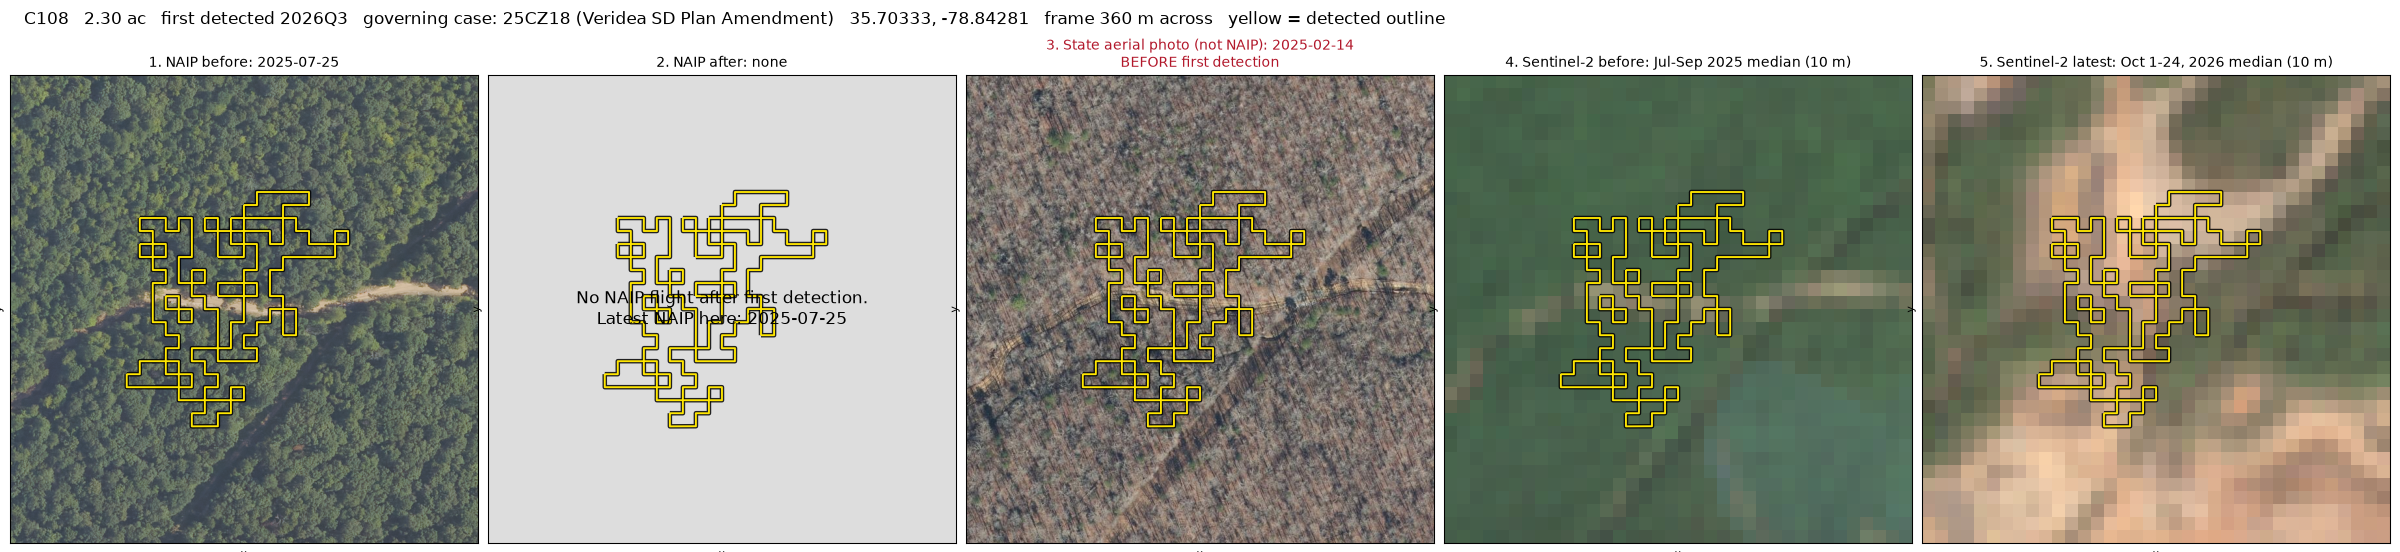 C108   2.30 ac   first detected 2026Q3   governing case: 25CZ18 (Veridea SD Plan Amendment)   35.70333, -78.84281   frame 360 m across   yellow = detected outline
1. NAIP before: 2025-07-25
2. NAIP after: none
3. State aerial photo (not NAIP): 2025-02-14
BEFORE first detection
4. Sentinel-2 before: Jul-Sep 2025 median (10 m)
5. Sentinel-2 latest: Oct 1-24, 2026 median (10 m)
No NAIP flight after first detection.
Latest NAIP here: 2025-07-25